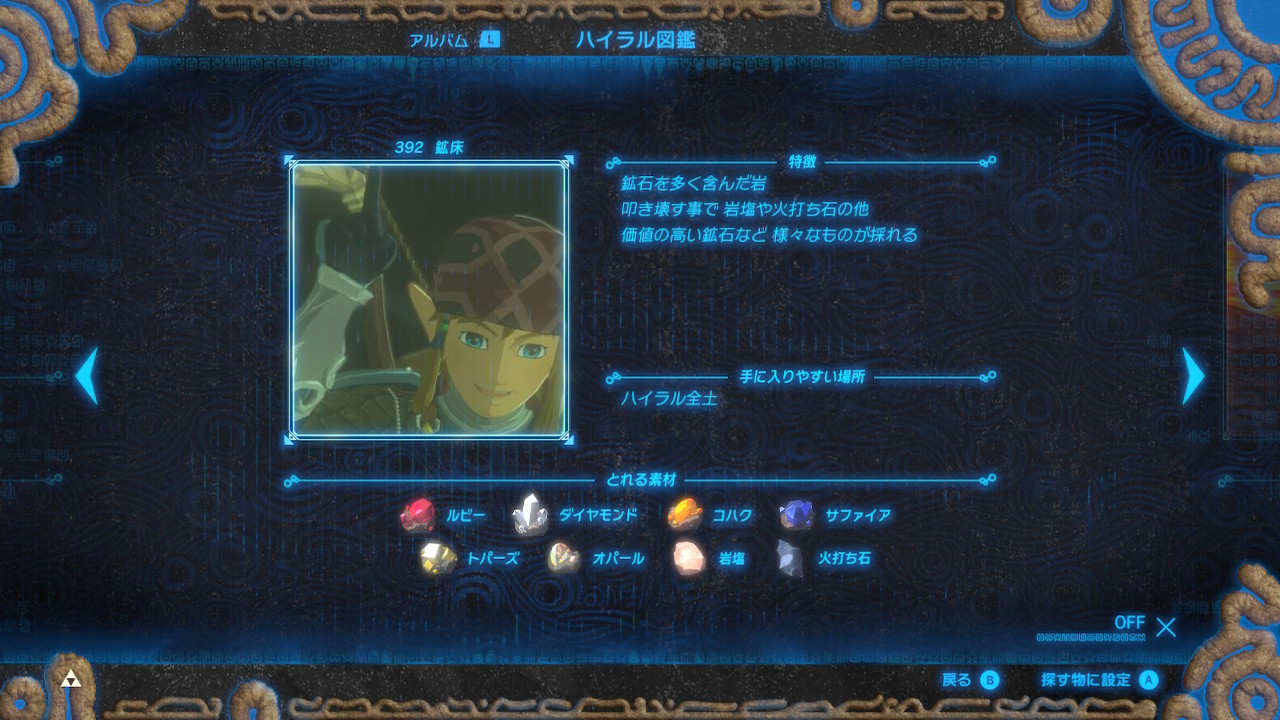 アルバム L ハイラル図鑑
392 鉱床
特徴
鉱石を多く含んだ岩
叩き壊す事で 岩塩や火打ち石の他
価値の高い鉱石など 様々なものが採れる
手に入りやすい場所
ハイラル全土
とれる素材
ルビー ダイヤモンド コハク サファイア
トパーズ オパール 岩塩 火打ち石
OFF
戻る B 探す物に設定 A